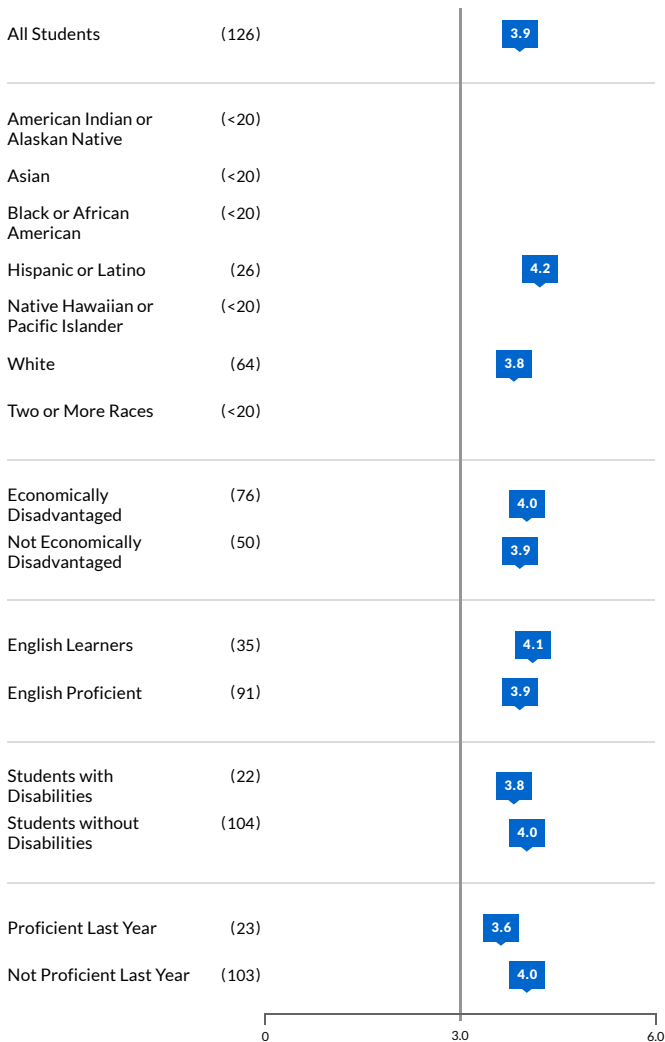 All Students (126) 3.9
American Indian or (<20)
Alaskan Native
Asian (<20)
Black or African (<20)
American
Hispanic or Latino (26) 4.2
Native Hawaiian or (<20)
Pacific Islander
White (64) 3.8
Two or More Races (<20)
Economically (76) 4.0
Disadvantaged
Not Economically (50) 3.9
Disadvantaged
English Learners (35) 4.1
English Proficient (91) 3.9
Students with (22) 3.8
Disabilities
Students without (104) 4.0
Disabilities
Proficient Last Year (23) 3.6
Not Proficient Last Year (103) 4.0
0 3.0 6.0